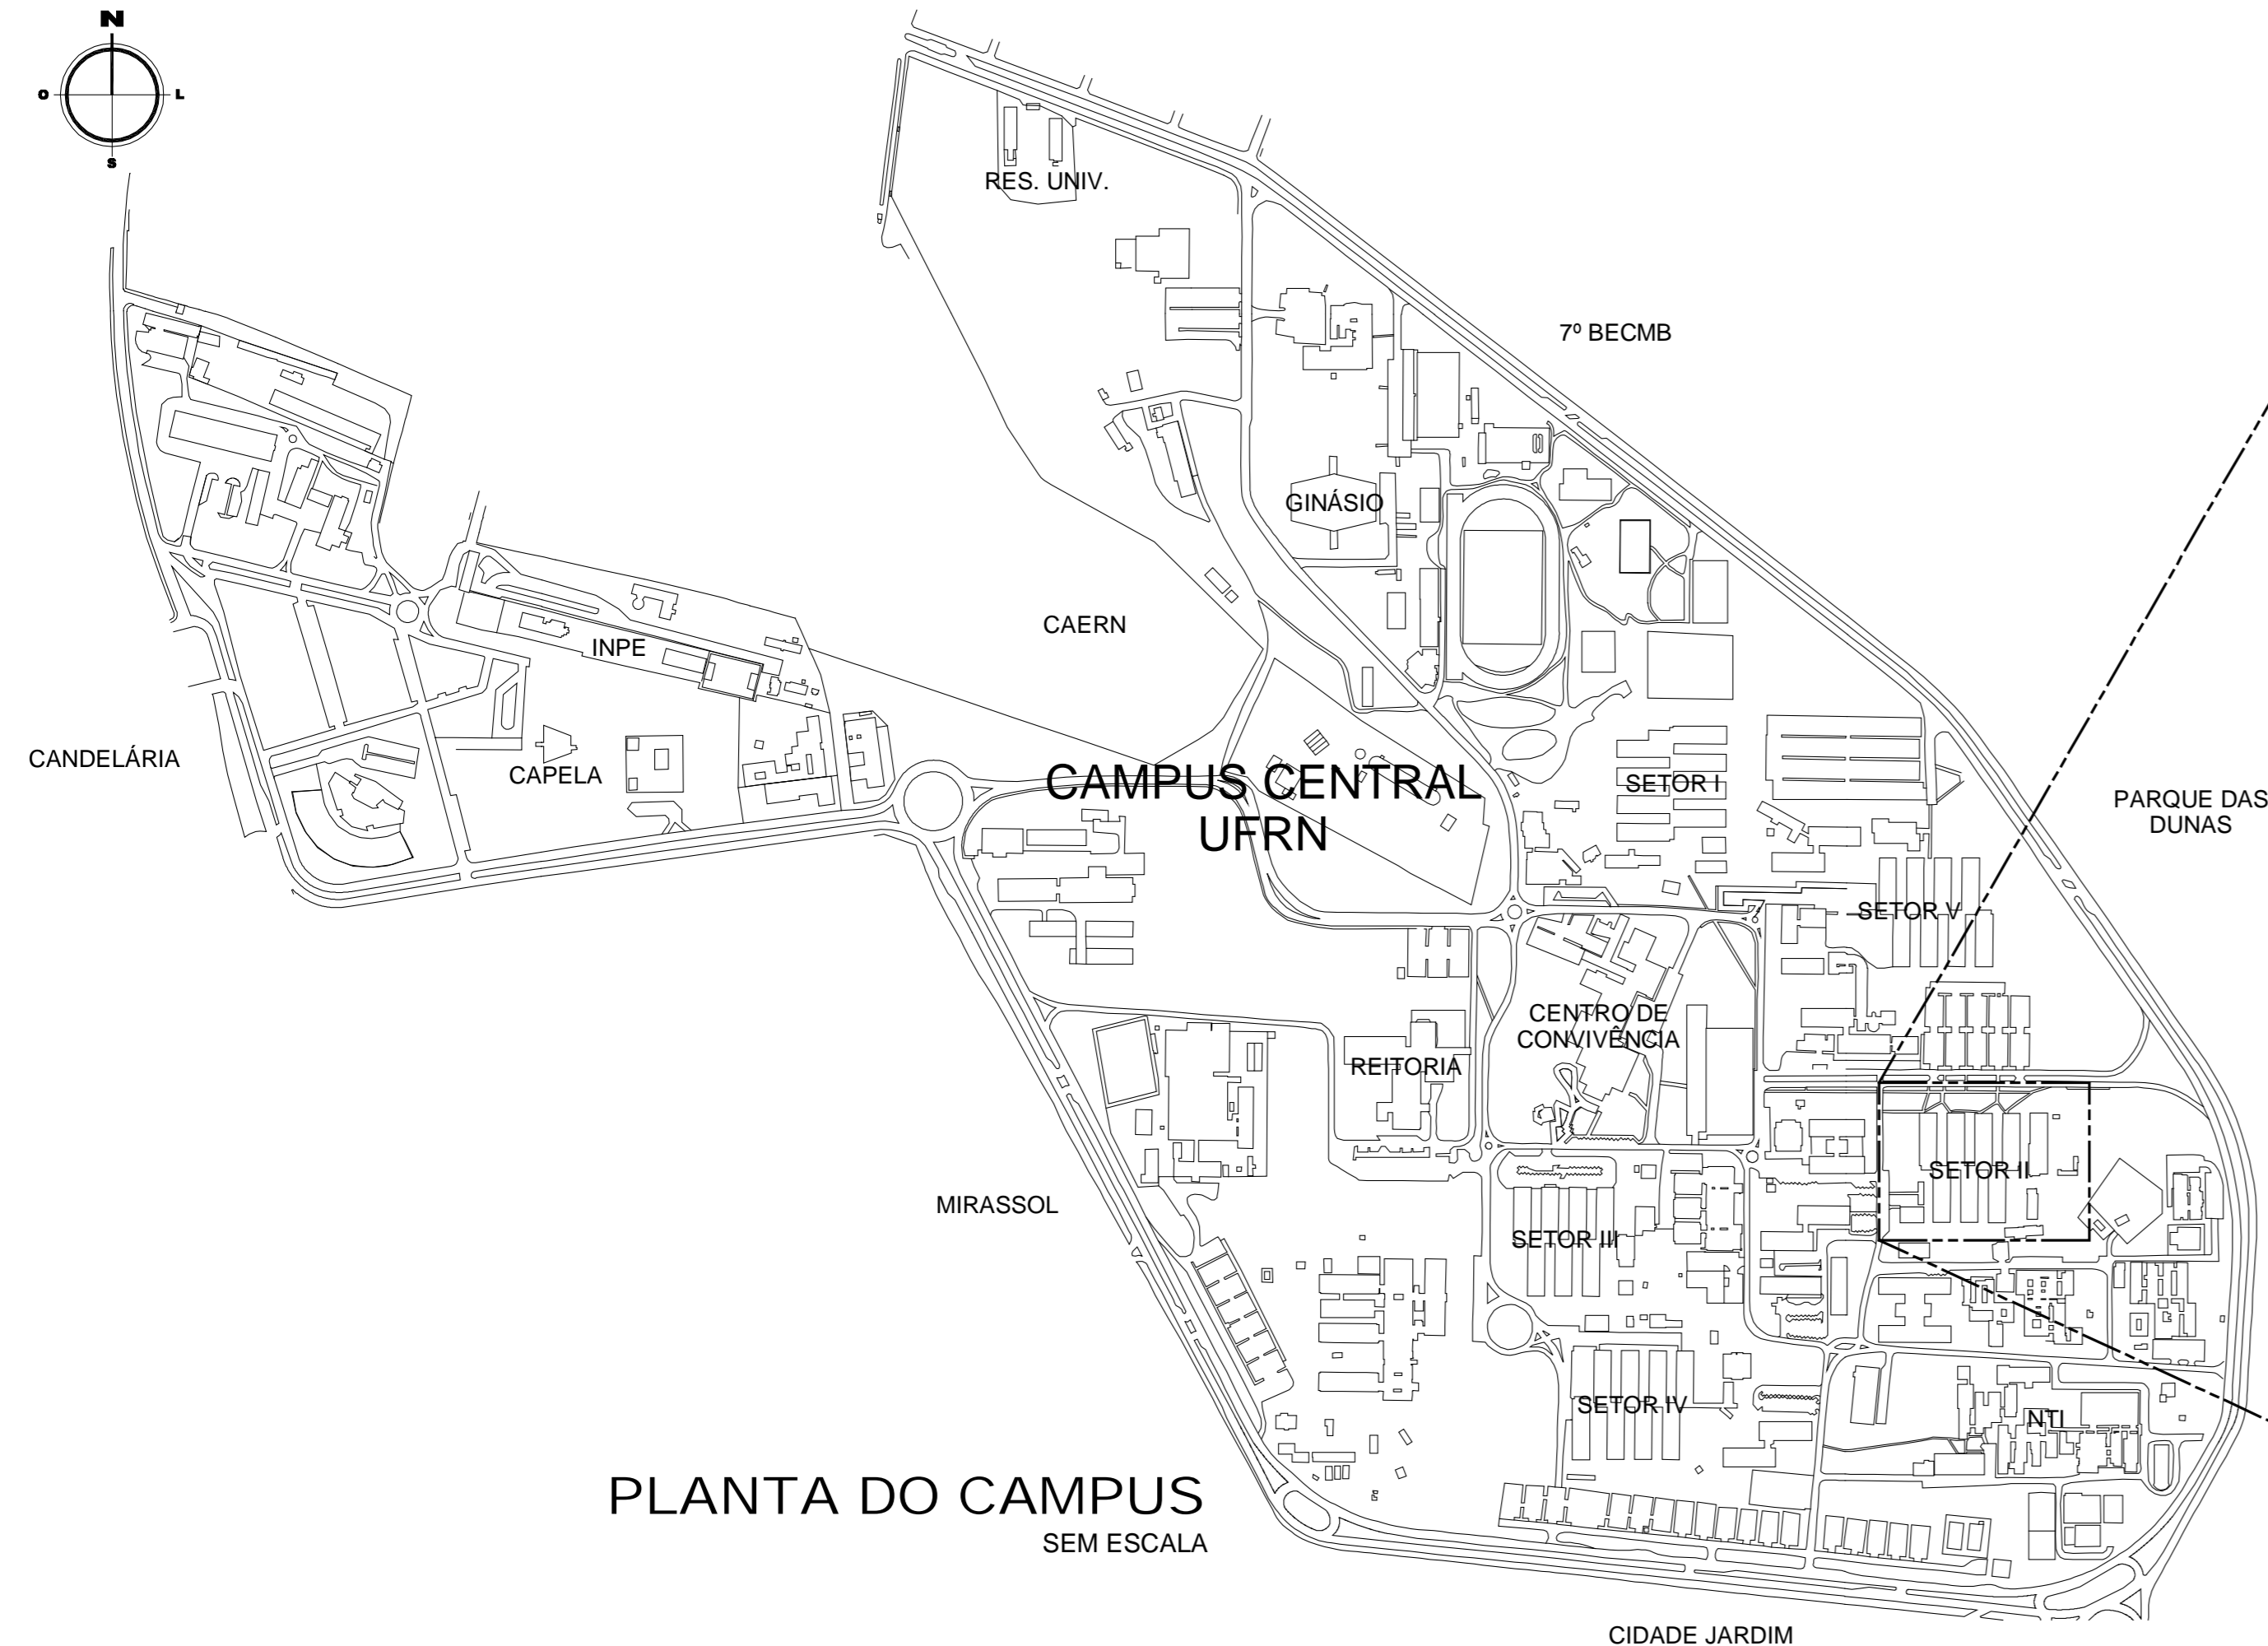 N
O
L
S
RES. UNIV.
7º BECMB
GINÁSIO
CAERN
INPE
CANDELÁRIA
CAPELA
CAMPUS CENTRAL
UFRN
SETOR I
PARQUE DAS
DUNAS
SETOR V
CENTRO DE
CONVIVÊNCIA
REITORIA
SETOR II
MIRASSOL
SETOR III
SETOR IV
NTI
PLANTA DO CAMPUS
SEM ESCALA
CIDADE JARDIM